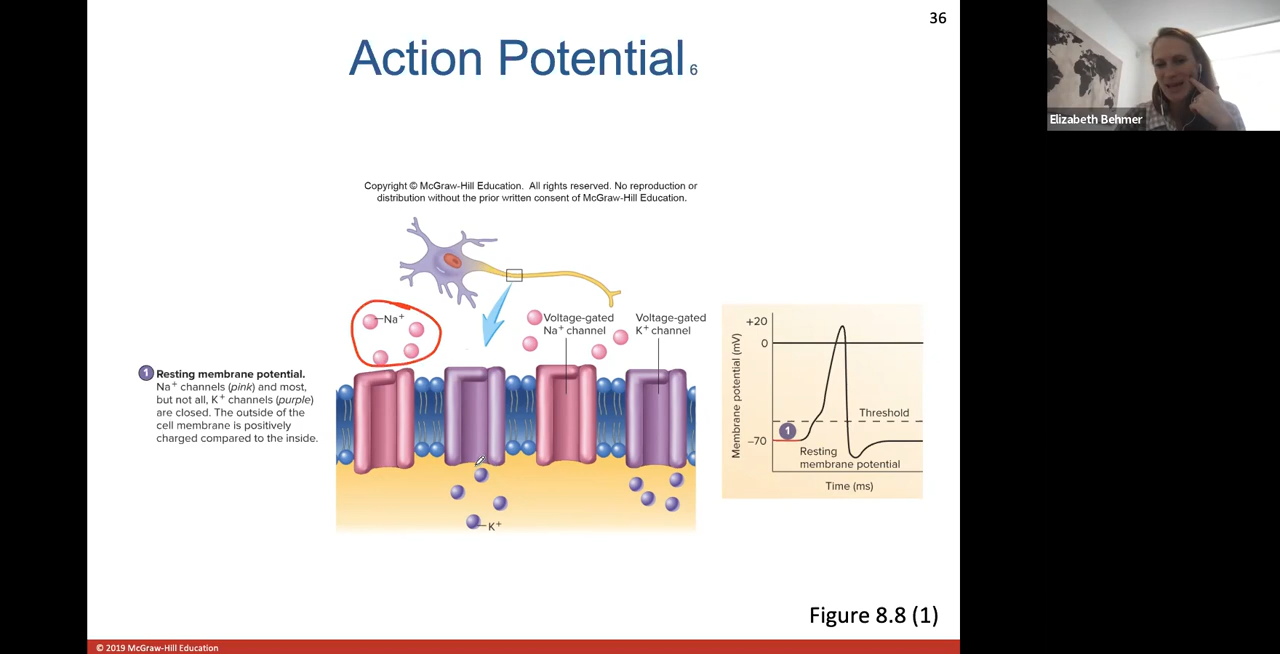 36
Action Potential 6
Elizabeth Behmer
Copyright © McGraw-Hill Education. All rights reserved. No reproduction or
distribution without the prior written consent of McGraw-Hill Education.
Na⁺
Voltage-gated
Na⁺ channel
Voltage-gated
K⁺ channel
1 Resting membrane potential.
Na⁺ channels (pink) and most,
but not all, K⁺ channels (purple)
are closed. The outside of the
cell membrane is positively
charged compared to the inside.
K⁺
Membrane potential (mV)
+20
0
Threshold
1
−70
Resting
membrane potential
Time (ms)
Figure 8.8 (1)
© 2019 McGraw-Hill Education